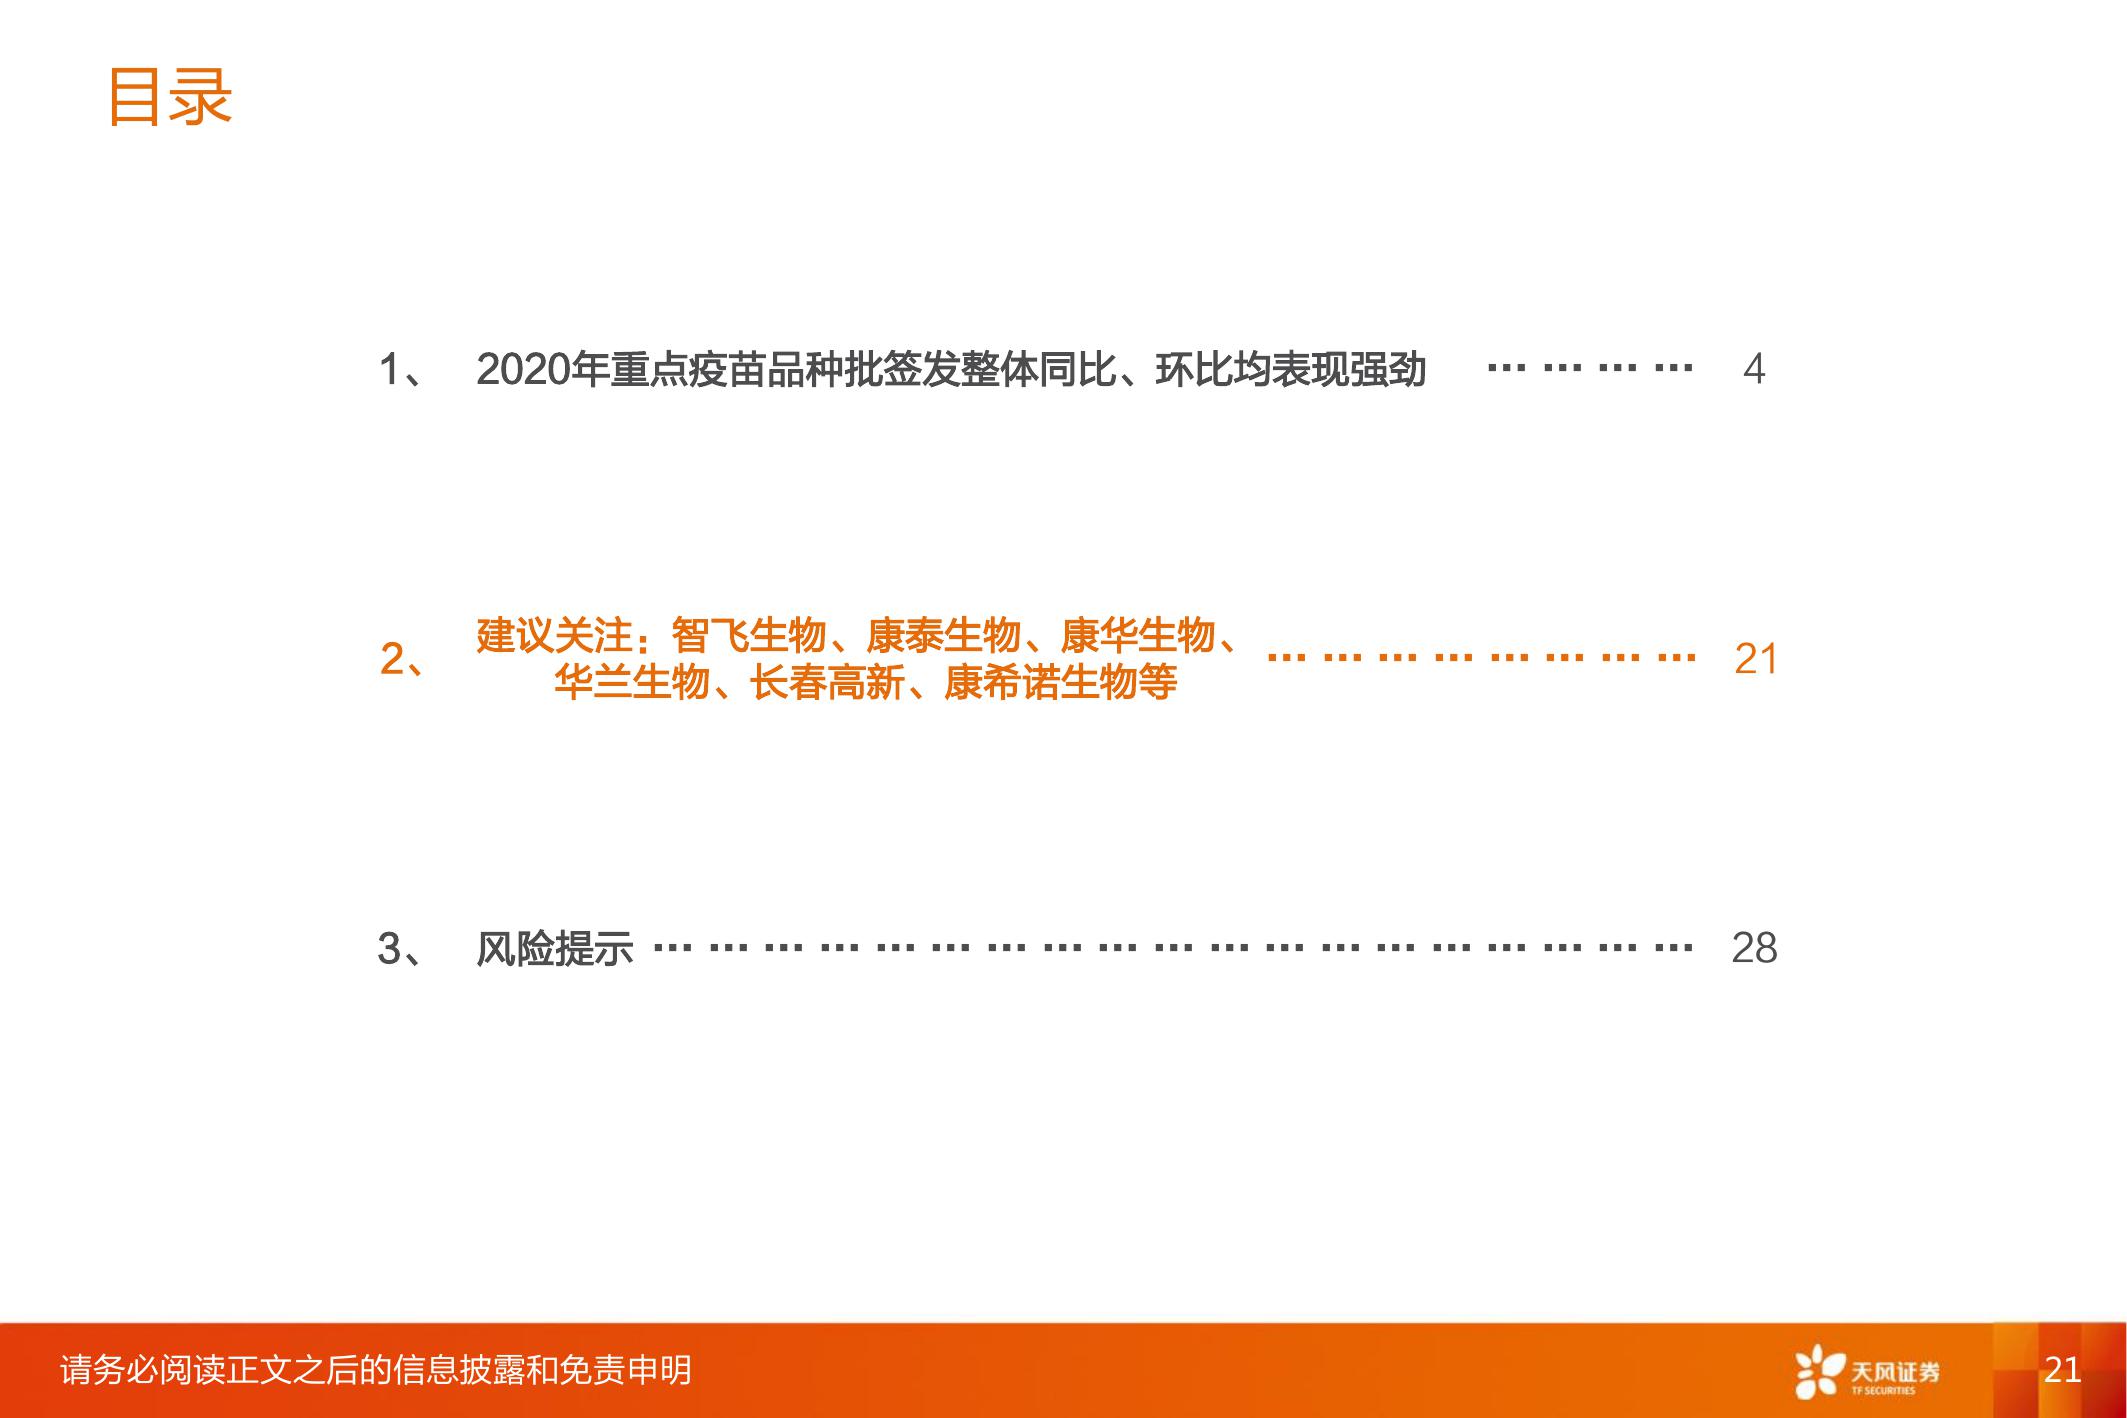 目录
1、 2020年重点疫苗品种批签发整体同比、环比均表现强劲 … … … … 4
2、 建议关注：智飞生物、康泰生物、康华生物、
华兰生物、长春高新、康希诺生物等 … … … … … … … … 21
3、 风险提示 … … … … … … … … … … … … … … … … … … … 28
请务必阅读正文之后的信息披露和免责申明
天风证券
TF SECURITIES
21